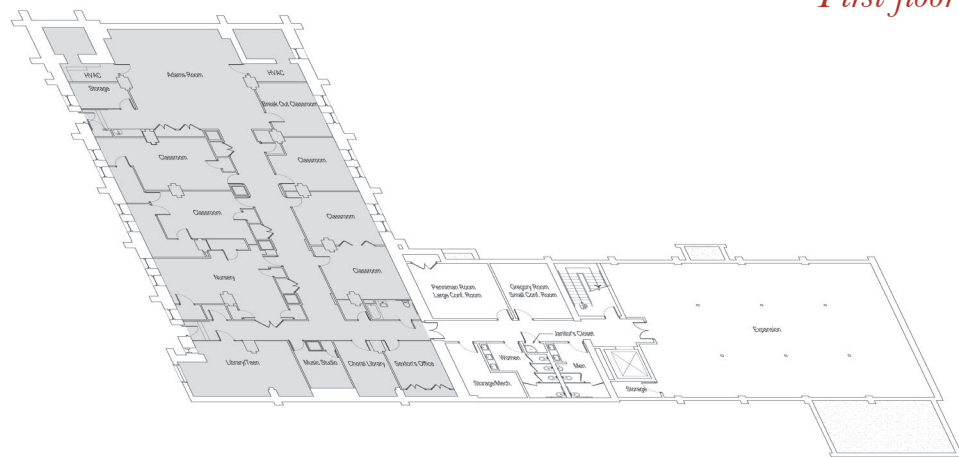 First floor
HVAC
Adams Room
HVAC
Storage
Break Out Classroom
Classroom
Classroom
Classroom
Classroom
Nursery
Classroom
Penniman Room
Large Conf. Room
Gregory Room
Small Conf. Room
Expansion
Janitor's Closet
Library/Teen
Music Studio
Choral Library
Sexton's Office
Women
Men
Storage/Mech.
Storage